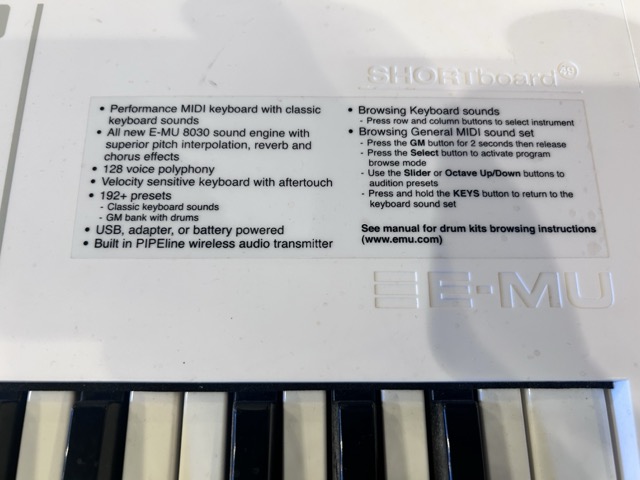 SHORTboard 49
• Performance MIDI keyboard with classic
keyboard sounds
• All new E-MU 8030 sound engine with
superior pitch interpolation, reverb and
chorus effects
• 128 voice polyphony
• Velocity sensitive keyboard with aftertouch
• 192+ presets
- Classic keyboard sounds
- GM bank with drums
• USB, adapter, or battery powered
• Built in PIPEline wireless audio transmitter
• Browsing Keyboard sounds
- Press row and column buttons to select instrument
• Browsing General MIDI sound set
- Press the GM button for 2 seconds then release
- Press the Select button to activate program
browse mode
- Use the Slider or Octave Up/Down buttons to
audition presets
- Press and hold the KEYS button to return to the
keyboard sound set
See manual for drum kits browsing instructions
(www.emu.com)
E-MU